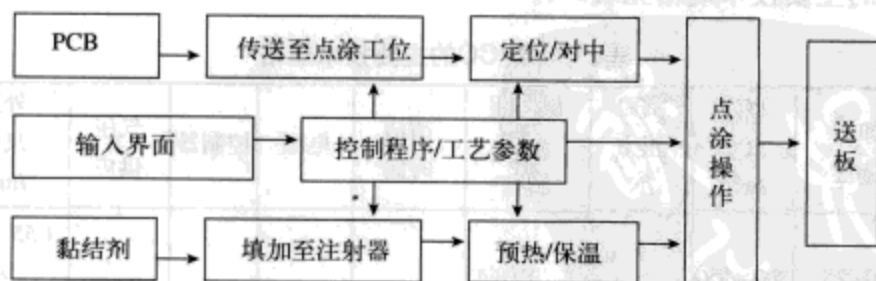 PCB
传送至点涂工位
定位/对中
输入界面
控制程序/工艺参数
点涂操作
送板
黏结剂
填加至注射器
预热/保温